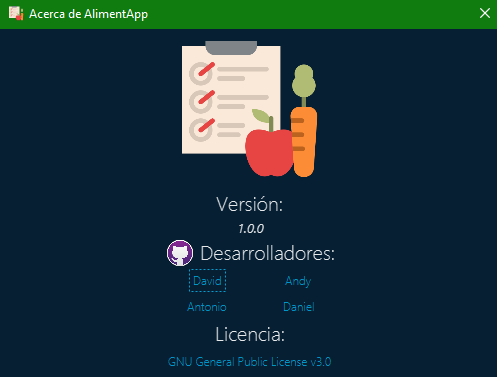 Acerca de AlimentApp
Versión:
1.0.0
Desarrolladores:
David Andy
Antonio Daniel
Licencia:
GNU General Public License v3.0